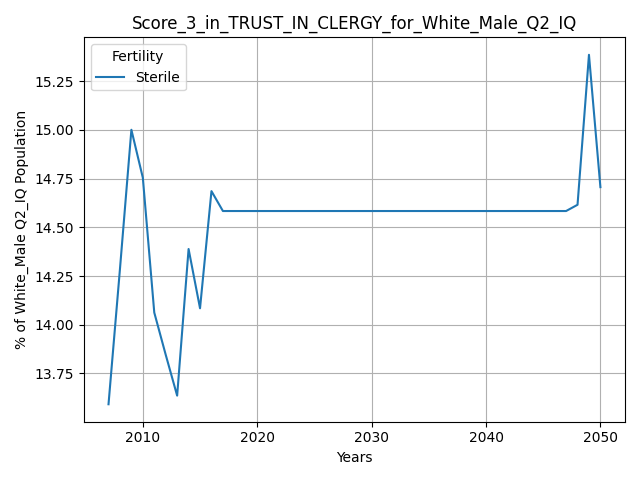 Score_3_in_TRUST_IN_CLERGY_for_White_Male_Q2_IQ
Fertility
Sterile
% of White_Male Q2_IQ Population
15.25
15.00
14.75
14.50
14.25
14.00
13.75
2010 2020 2030 2040 2050
Years